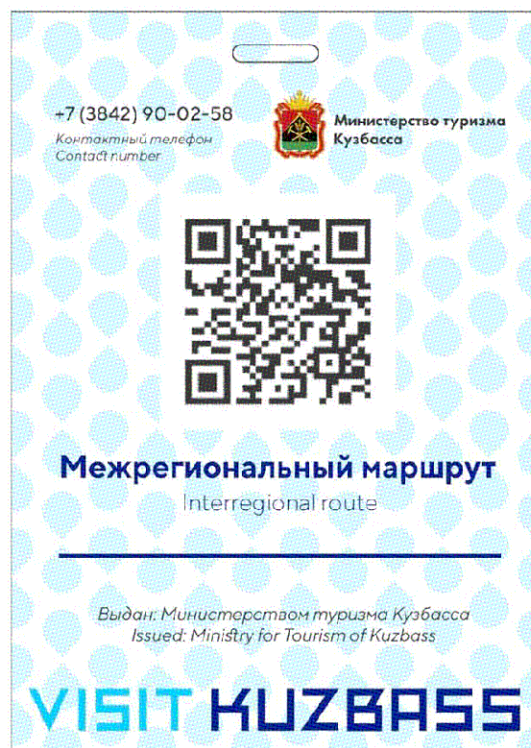 +7 (3842) 90-02-58
Контактный телефон
Contact number
Министерство туризма
Кузбасса
Межрегиональный маршрут
Interregional route
Выдан: Министерством туризма Кузбасса
Issued: Ministry for Tourism of Kuzbass
VISIT KUZBASS